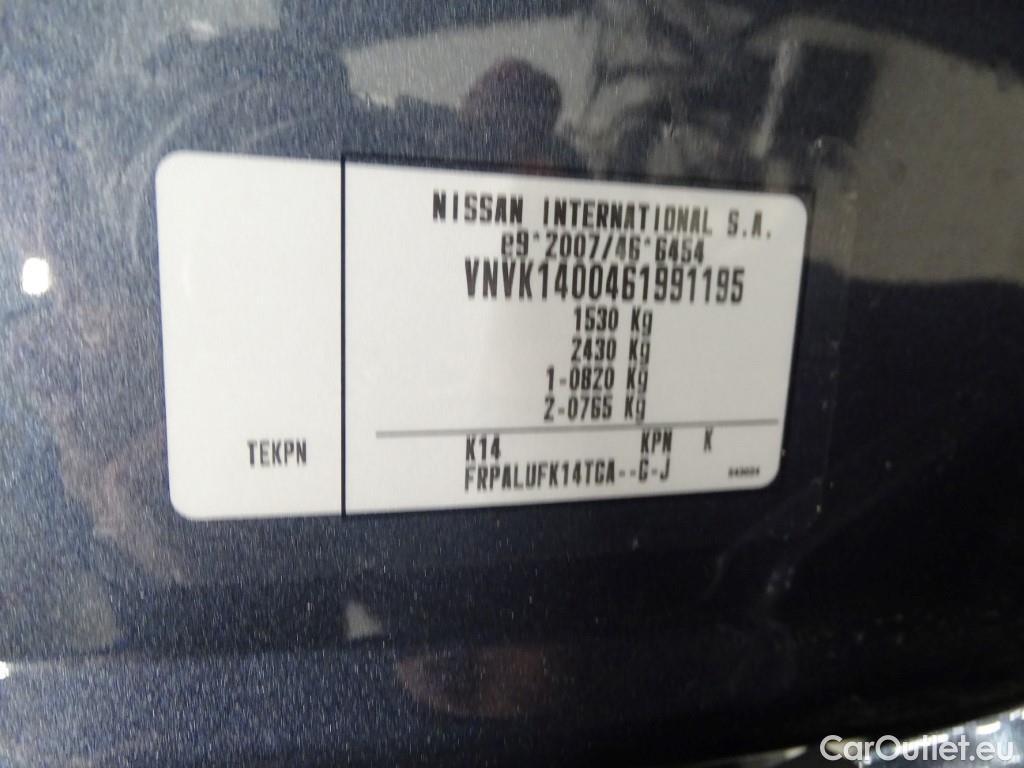 NISSAN INTERNATIONAL S.A.
e9*2007/46*6454
VNVK1400461991195
1530 Kg
2430 Kg
1-0820 Kg
2-0765 Kg
TEKPN
K14 KPN K
FRPALUFK14TGA--G-J
CarOutlet.eu